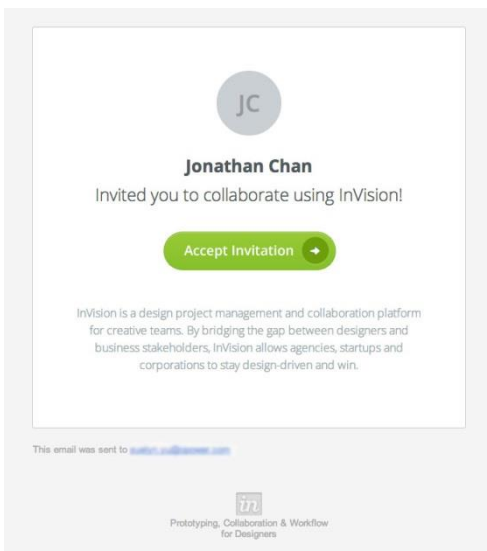 JC
Jonathan Chan
Invited you to collaborate using InVision!
Accept Invitation
InVision is a design project management and collaboration platform
for creative teams. By bridging the gap between designers and
business stakeholders, InVision allows agencies, startups and
corporations to stay design-driven and win.
This email was sent to
in
Prototyping, Collaboration & Workflow
for Designers